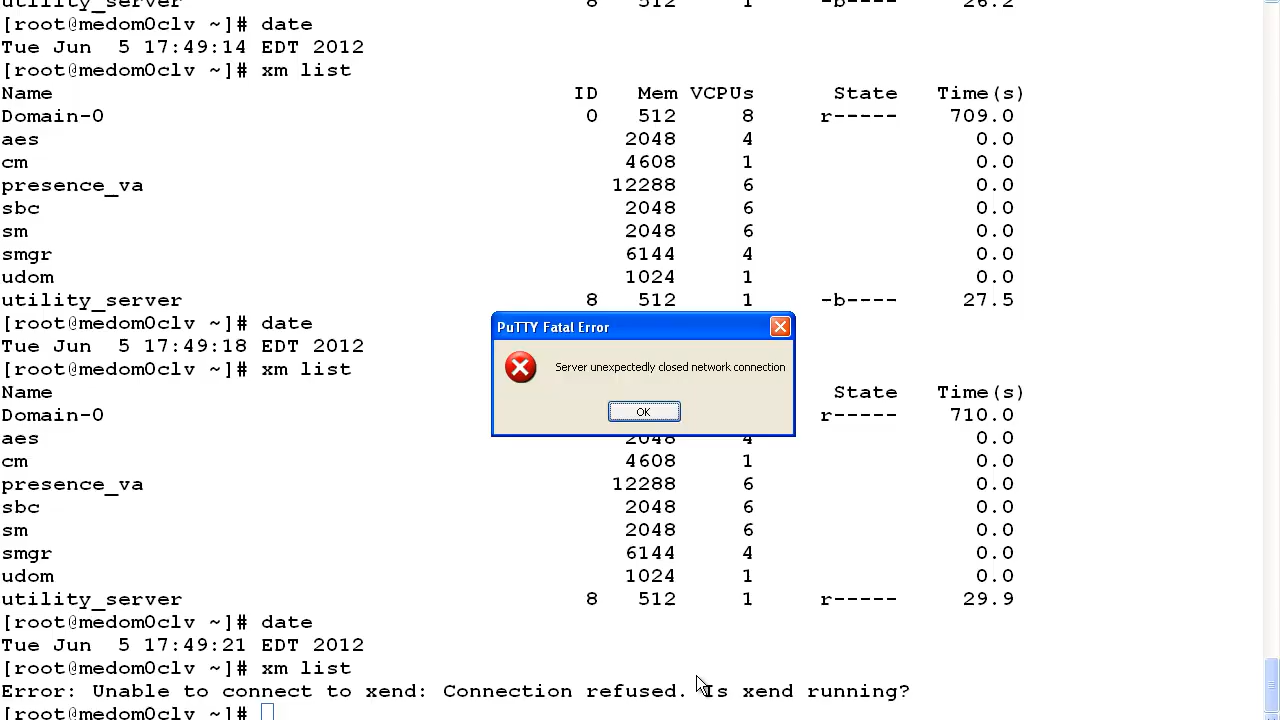 utility_server 8 512 1 -b---- 26.2
[root@medom0clv ~]# date
Tue Jun  5 17:49:14 EDT 2012
[root@medom0clv ~]# xm list
Name ID Mem VCPUs State Time(s)
Domain-0 0 512 8 r----- 709.0
aes 2048 4 0.0
cm 4608 1 0.0
presence_va 12288 6 0.0
sbc 2048 6 0.0
sm 2048 6 0.0
smgr 6144 4 0.0
udom 1024 1 0.0
utility_server 8 512 1 -b---- 27.5
[root@medom0clv ~]# date
Tue Jun  5 17:49:18 EDT 2012
[root@medom0clv ~]# xm list
Name State Time(s)
Domain-0 r----- 710.0
aes 2048 4 0.0
cm 4608 1 0.0
presence_va 12288 6 0.0
sbc 2048 6 0.0
sm 2048 6 0.0
smgr 6144 4 0.0
udom 1024 1 0.0
utility_server 8 512 1 r----- 29.9
[root@medom0clv ~]# date
Tue Jun  5 17:49:21 EDT 2012
[root@medom0clv ~]# xm list
Error: Unable to connect to xend: Connection refused. Is xend running?
[root@medom0clv ~]#
PuTTY Fatal Error
Server unexpectedly closed network connection
OK